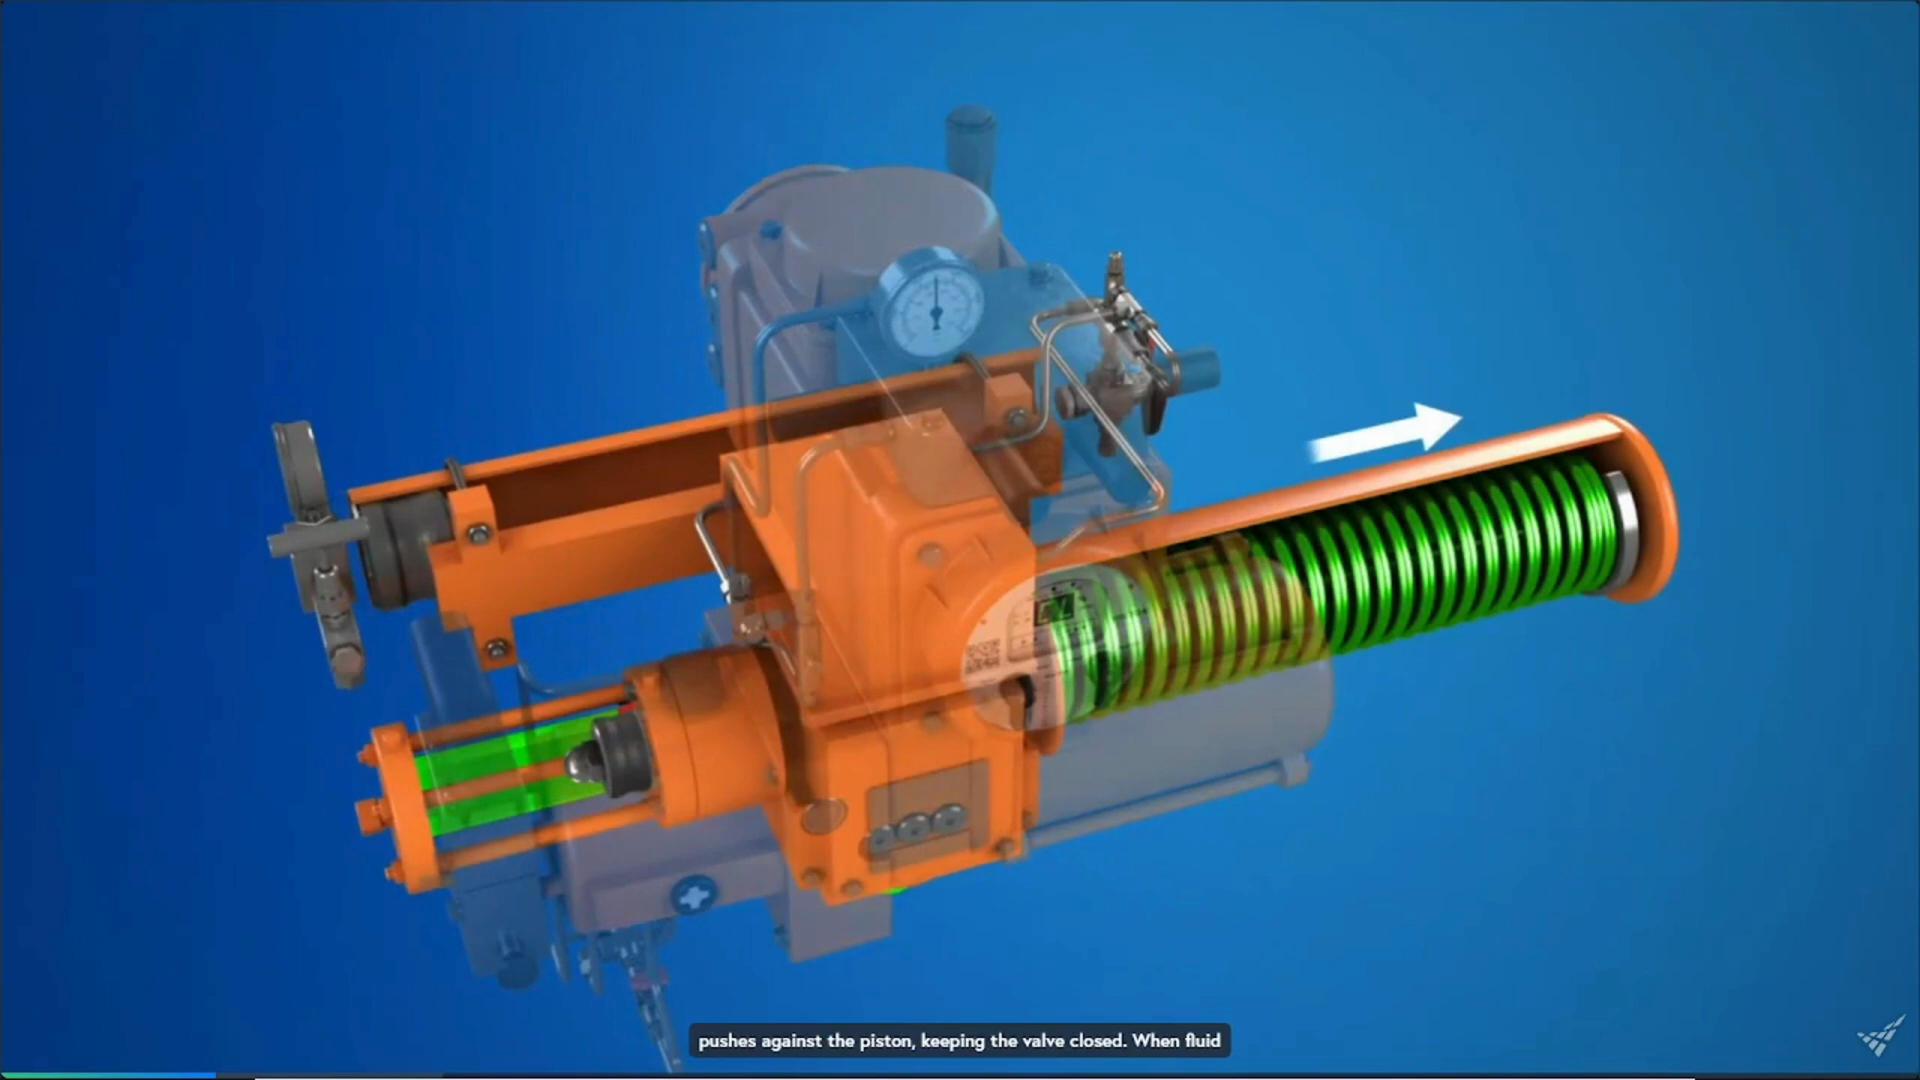 pushes against the piston, keeping the valve closed. When fluid